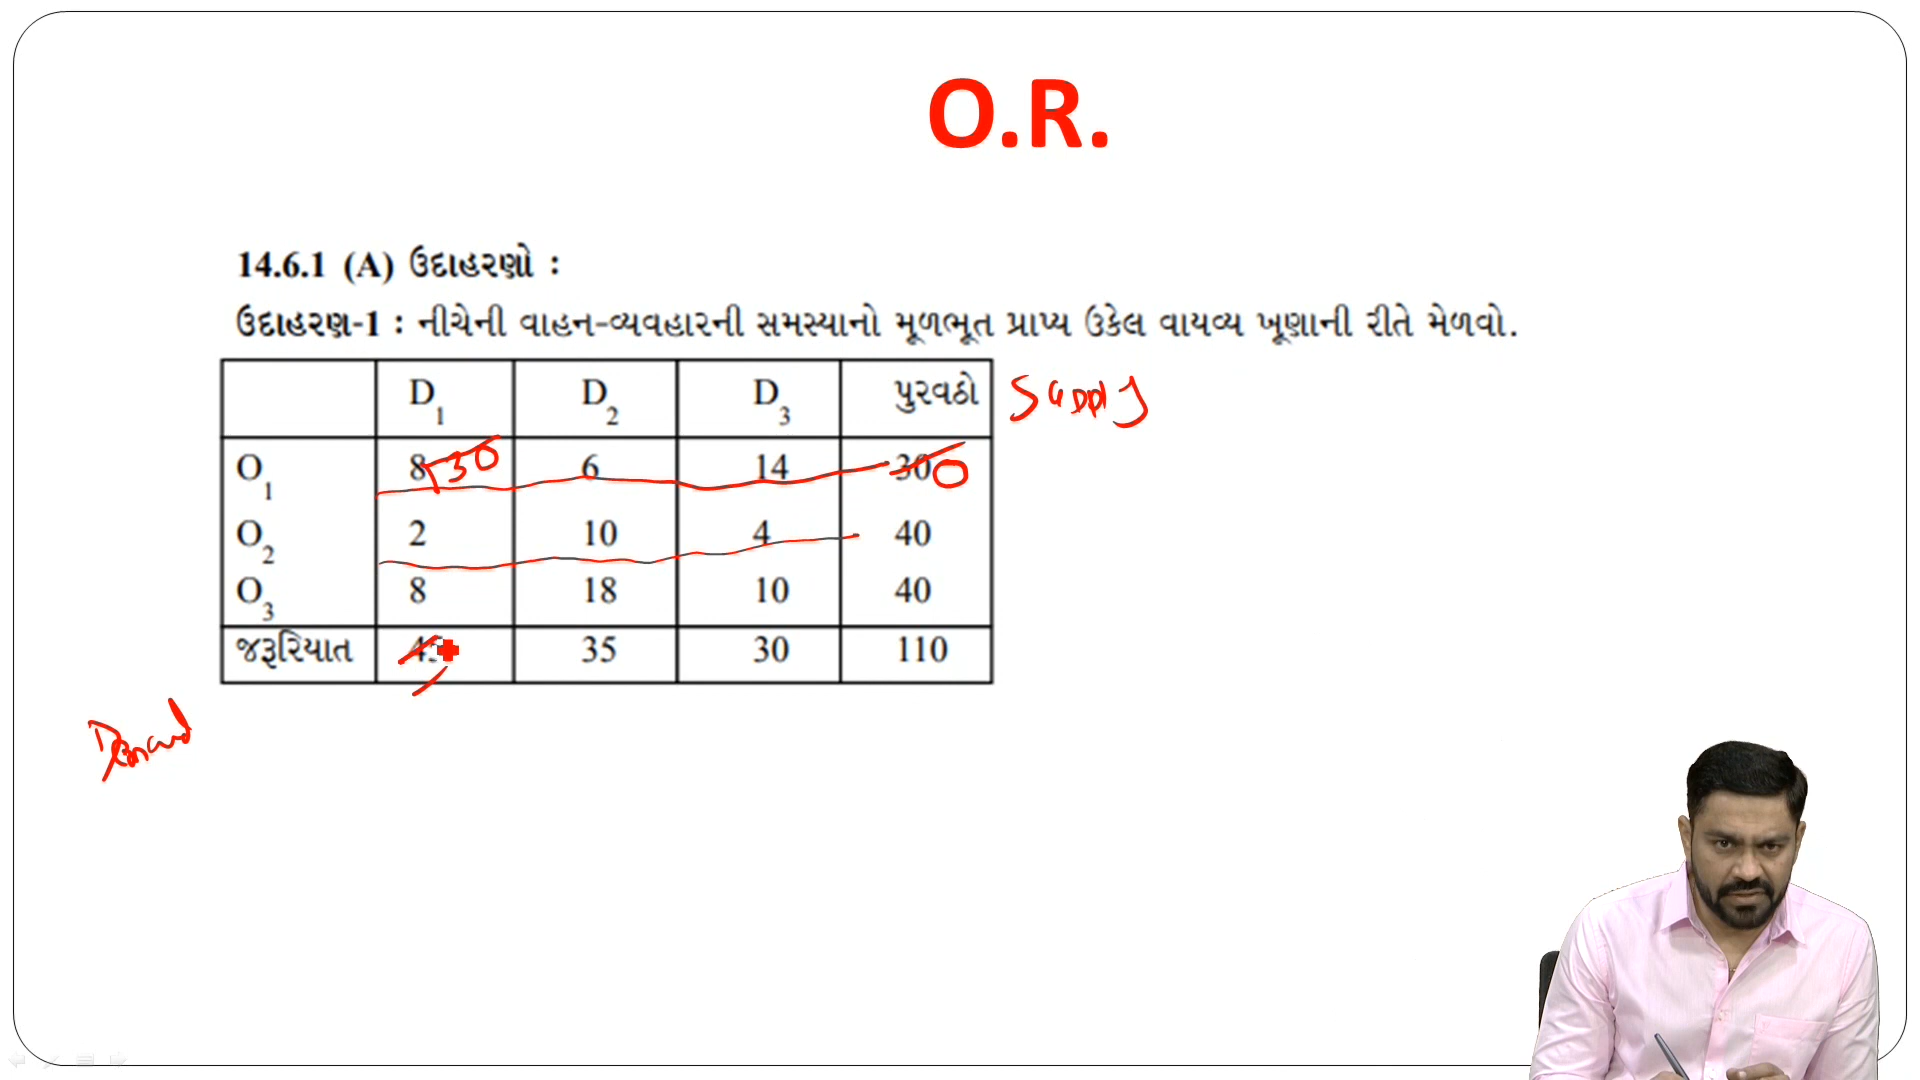 O.R.
14.6.1 (A) ઉદાહરણો :
ઉદાહરણ-1 : નીચેની વાહન-વ્યવહારની સમસ્યાનો મૂળભૂત પ્રાપ્ય ઉકેલ વાયવ્ય ખૂણાની રીતે મેળવો.
D1 D2 D3 પુરવઠો Supply
O1 8 30 6 14 30 0
O2 2 10 4 40
O3 8 18 10 40
જરૂરિયાત 45 35 30 110
Demand